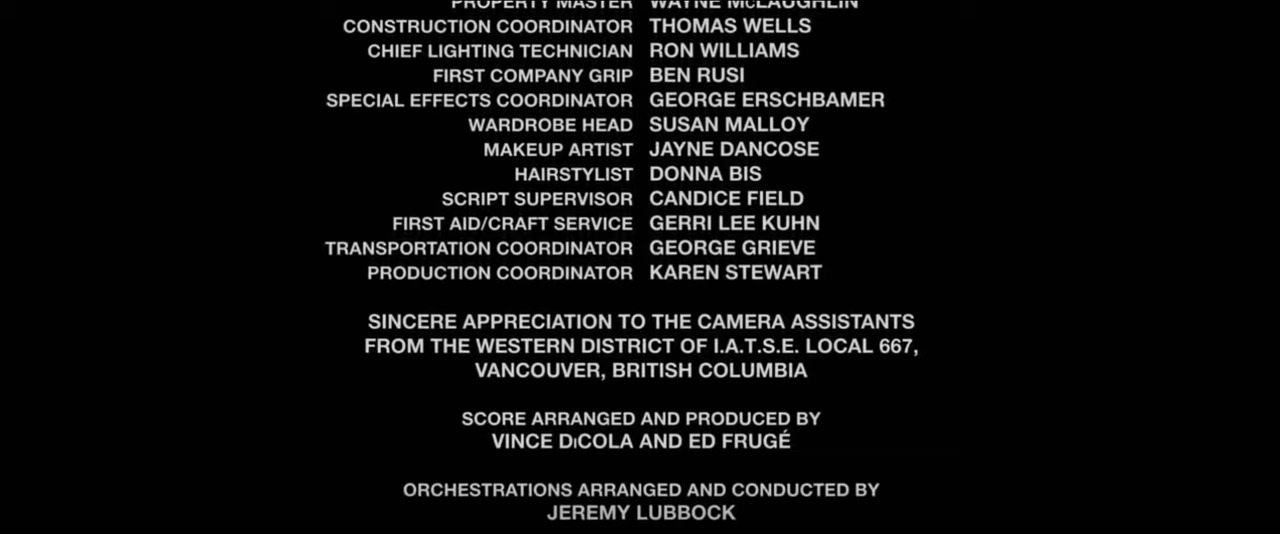 PROPERTY MASTER WAYNE McLAUGHLIN
CONSTRUCTION COORDINATOR THOMAS WELLS
CHIEF LIGHTING TECHNICIAN RON WILLIAMS
FIRST COMPANY GRIP BEN RUSI
SPECIAL EFFECTS COORDINATOR GEORGE ERSCHBAMER
WARDROBE HEAD SUSAN MALLOY
MAKEUP ARTIST JAYNE DANCOSE
HAIRSTYLIST DONNA BIS
SCRIPT SUPERVISOR CANDICE FIELD
FIRST AID/CRAFT SERVICE GERRI LEE KUHN
TRANSPORTATION COORDINATOR GEORGE GRIEVE
PRODUCTION COORDINATOR KAREN STEWART
SINCERE APPRECIATION TO THE CAMERA ASSISTANTS
FROM THE WESTERN DISTRICT OF I.A.T.S.E. LOCAL 667,
VANCOUVER, BRITISH COLUMBIA
SCORE ARRANGED AND PRODUCED BY
VINCE DiCOLA AND ED FRUGÉ
ORCHESTRATIONS ARRANGED AND CONDUCTED BY
JEREMY LUBBOCK